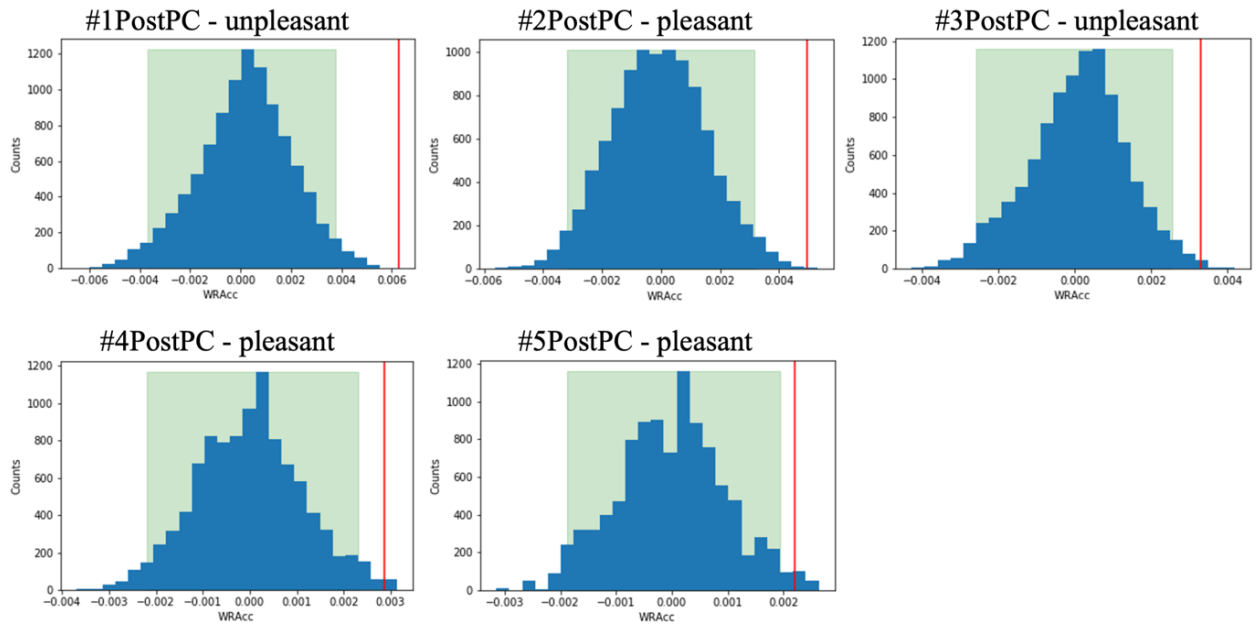 #1PostPC - unpleasant
1200
1000
800
600
400
200
0
Counts
−0.006 −0.004 −0.002 0.000 0.002 0.004 0.006
WRAcc
#2PostPC - pleasant
1000
800
600
400
200
0
Counts
−0.006 −0.004 −0.002 0.000 0.002 0.004
WRAcc
#3PostPC - unpleasant
1200
1000
800
600
400
200
0
Counts
−0.004 −0.002 0.000 0.002 0.004
WRAcc
#4PostPC - pleasant
1200
1000
800
600
400
200
0
Counts
−0.004 −0.003 −0.002 −0.001 0.000 0.001 0.002 0.003
WRAcc
#5PostPC - pleasant
1200
1000
800
600
400
200
0
Counts
−0.003 −0.002 −0.001 0.000 0.001 0.002
WRAcc